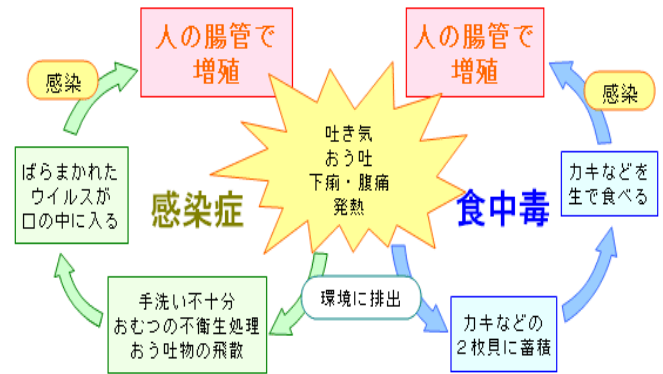 人の腸管で
増殖
人の腸管で
増殖
感染
感染
吐き気
おう吐
下痢・腹痛
発熱
ばらまかれた
ウイルスが
口の中に入る
カキなどを
生で食べる
感染症
食中毒
手洗い不十分
おむつの不衛生処理
おう吐物の飛散
環境に排出
カキなどの
２枚貝に蓄積